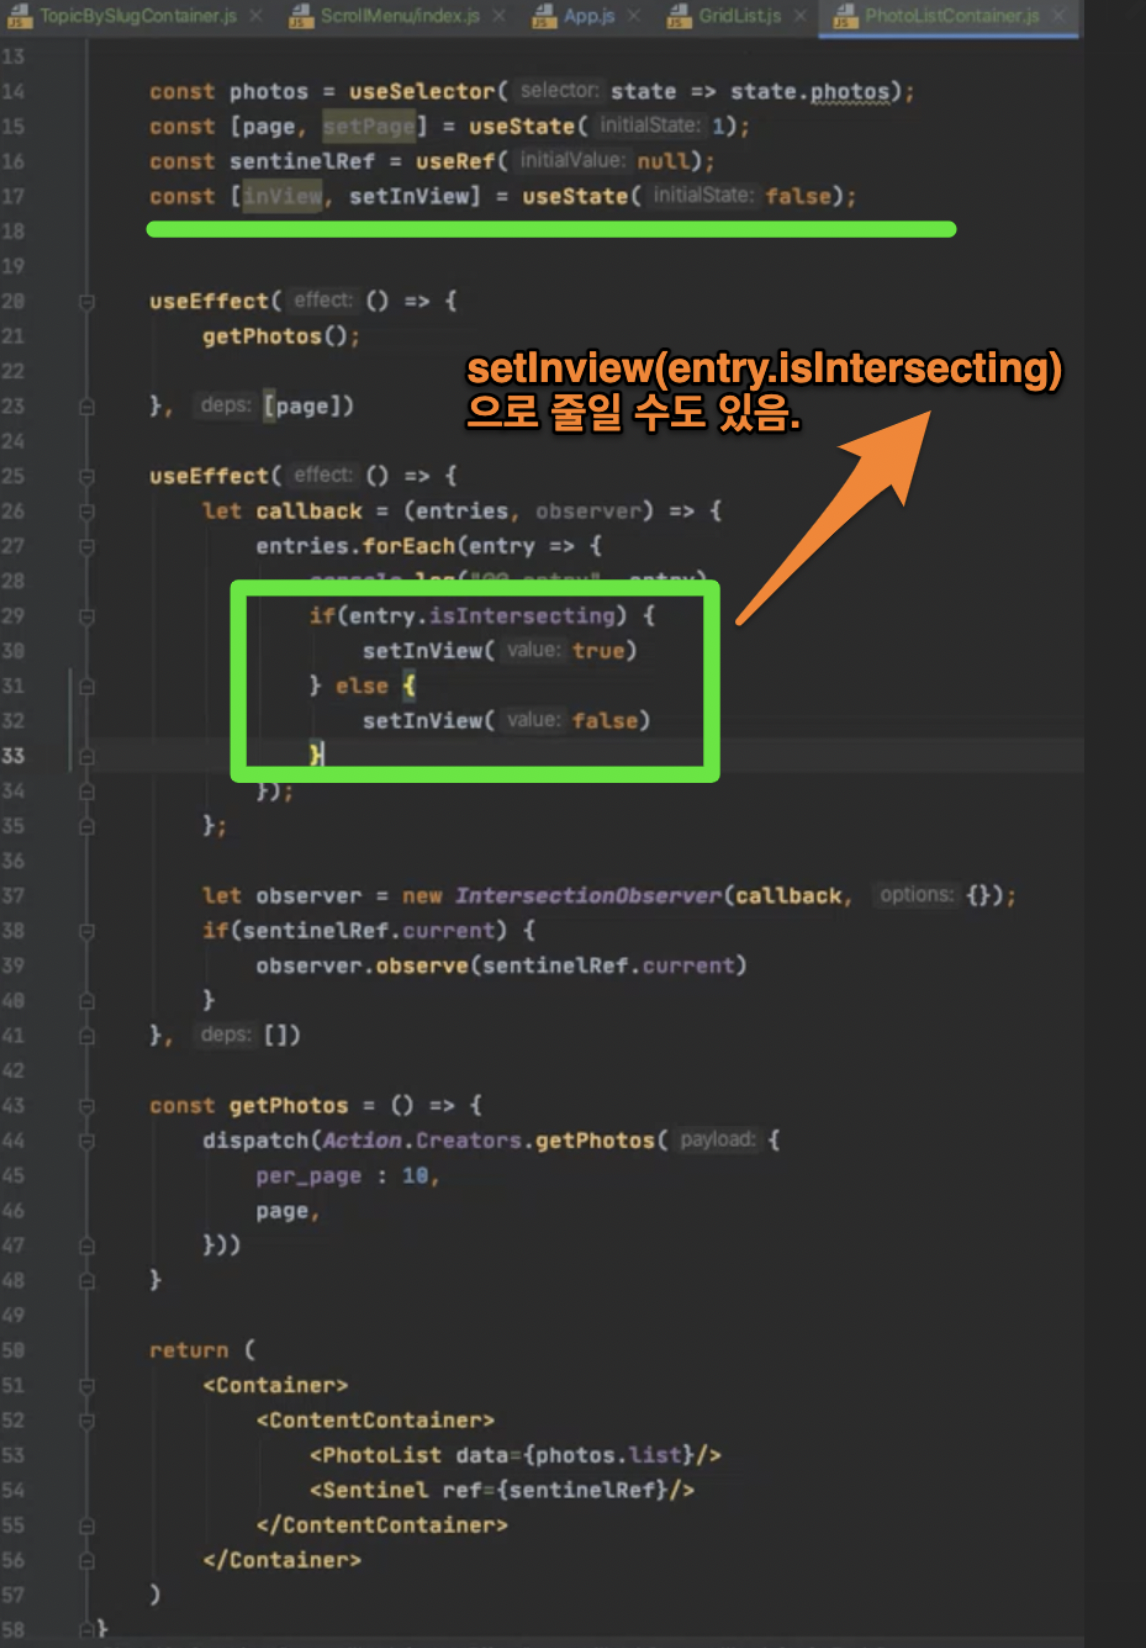 TopicBySlugContainer.js ScrollMenu/index.js App.js GridList.js PhotoListContainer.js
13
14 const photos = useSelector( selector: state => state.photos);
15 const [page, setPage] = useState( initialState: 1);
16 const sentinelRef = useRef( initialValue: null);
17 const [inView, setInView] = useState( initialState: false);
18
19
20 useEffect( effect: () => {
21 getPhotos();
22
setInview(entry.isIntersecting)
으로 줄일 수도 있음.
23 }, deps: [page])
24
25 useEffect( effect: () => {
26 let callback = (entries, observer) => {
27 entries.forEach(entry => {
28 console.log("@@ entry", entry)
29 if(entry.isIntersecting) {
30 setInView( value: true)
31 } else {
32 setInView( value: false)
33 }
34 });
35 };
36
37 let observer = new IntersectionObserver(callback, options: {});
38 if(sentinelRef.current) {
39 observer.observe(sentinelRef.current)
40 }
41 }, deps: [])
42
43 const getPhotos = () => {
44 dispatch(Action.Creators.getPhotos( payload: {
45 per_page : 10,
46 page,
47 }))
48 }
49
50 return (
51 <Container>
52 <ContentContainer>
53 <PhotoList data={photos.list}/>
54 <Sentinel ref={sentinelRef}/>
55 </ContentContainer>
56 </Container>
57 )
58 }